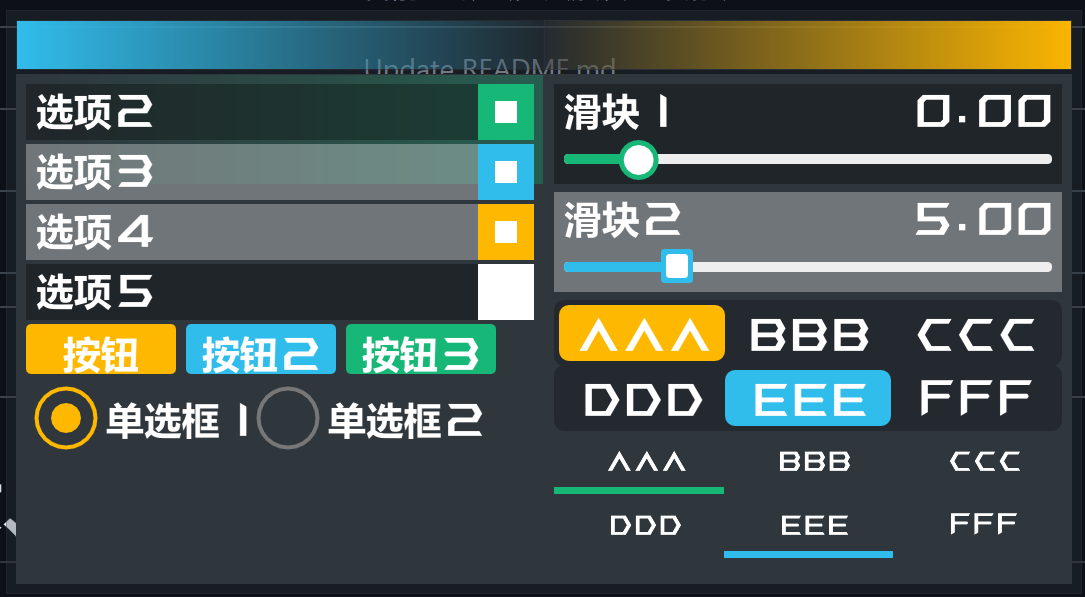 Update README.md
选项2
选项3
选项4
选项5
按钮 按钮2 按钮3
单选框1 单选框2
滑块1 0.00
滑块2 5.00
AAA BBB CCC
DDD EEE FFF
AAA BBB CCC
DDD EEE FFF